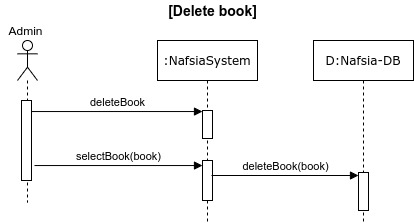 [Delete book]
Admin
:NafsiaSystem
D:Nafsia-DB
deleteBook
selectBook(book)
deleteBook(book)